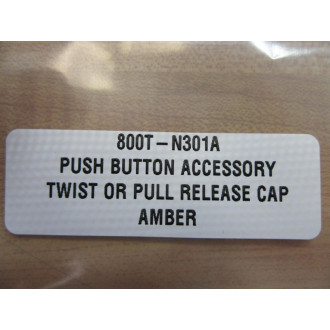 800T-N301A
PUSH BUTTON ACCESSORY
TWIST OR PULL RELEASE CAP
AMBER